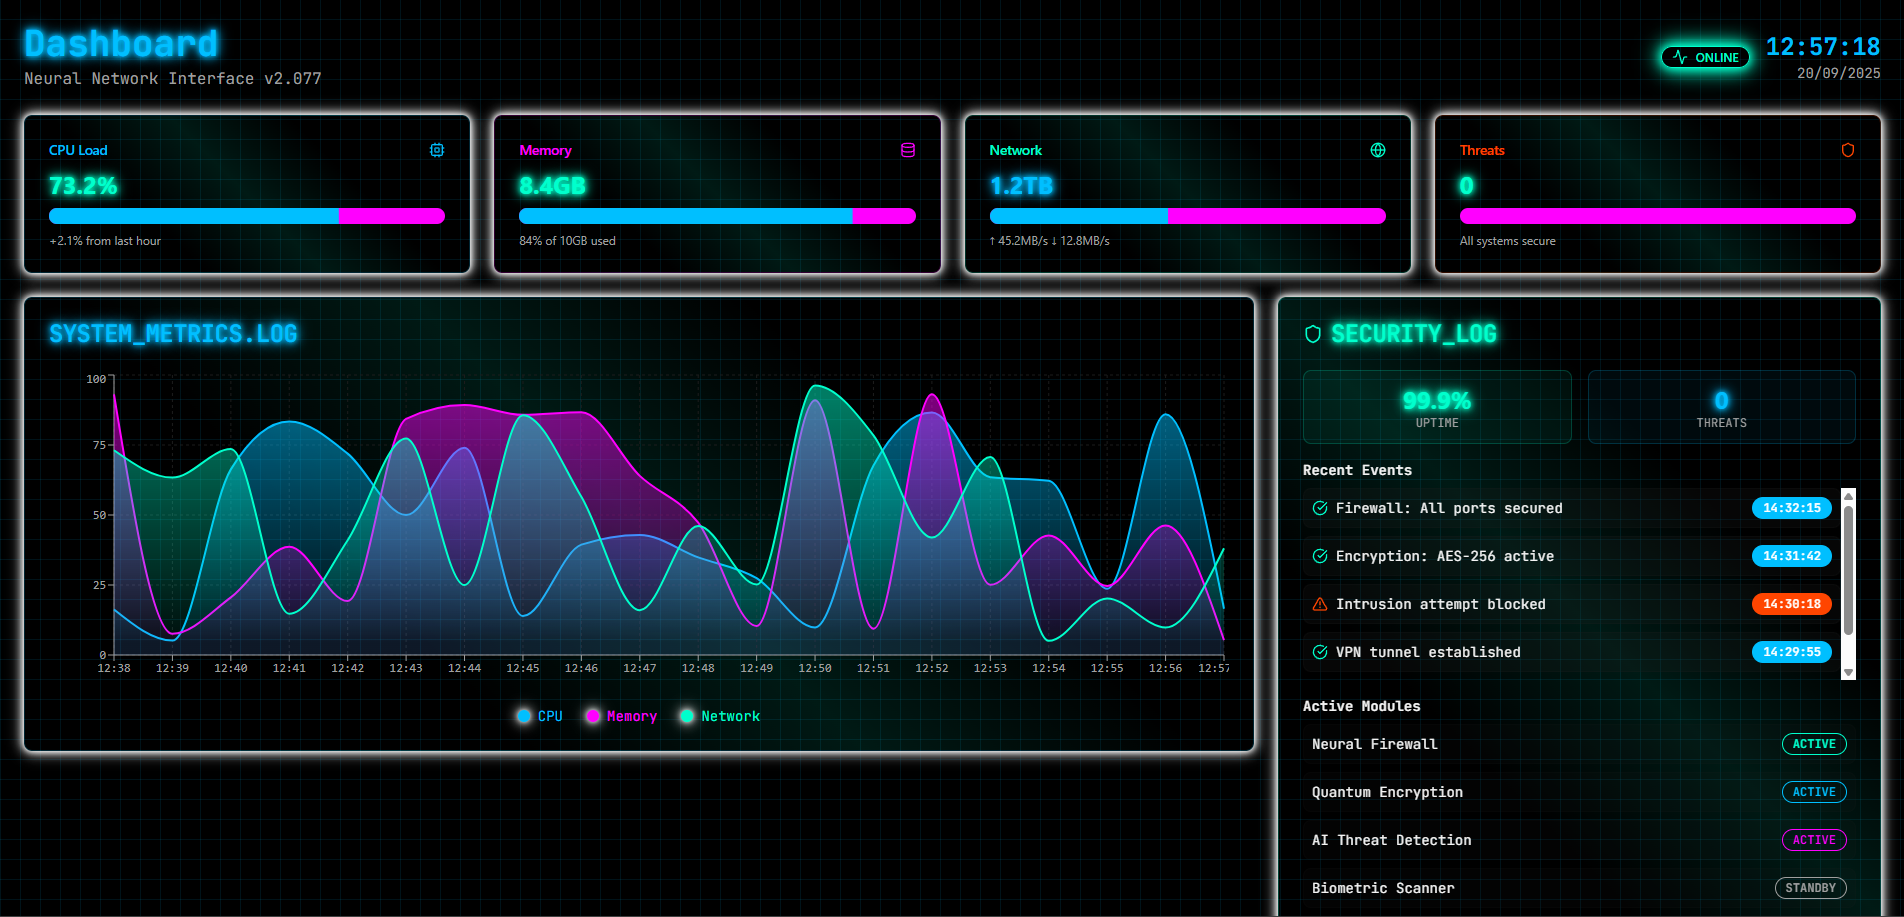 Dashboard
Neural Network Interface v2.077
ONLINE
12:57:18
20/09/2025
CPU Load
73.2%
+2.1% from last hour
Memory
8.4GB
84% of 10GB used
Network
1.2TB
↑ 45.2MB/s ↓ 12.8MB/s
Threats
0
All systems secure
SYSTEM_METRICS.LOG
100
75
50
25
0
12:38 12:39 12:40 12:41 12:42 12:43 12:44 12:45 12:46 12:47 12:48 12:49 12:50 12:51 12:52 12:53 12:54 12:55 12:56 12:57
CPU Memory Network
SECURITY_LOG
99.9%
UPTIME
0
THREATS
Recent Events
Firewall: All ports secured 14:32:15
Encryption: AES-256 active 14:31:42
Intrusion attempt blocked 14:30:18
VPN tunnel established 14:29:55
Active Modules
Neural Firewall ACTIVE
Quantum Encryption ACTIVE
AI Threat Detection ACTIVE
Biometric Scanner STANDBY